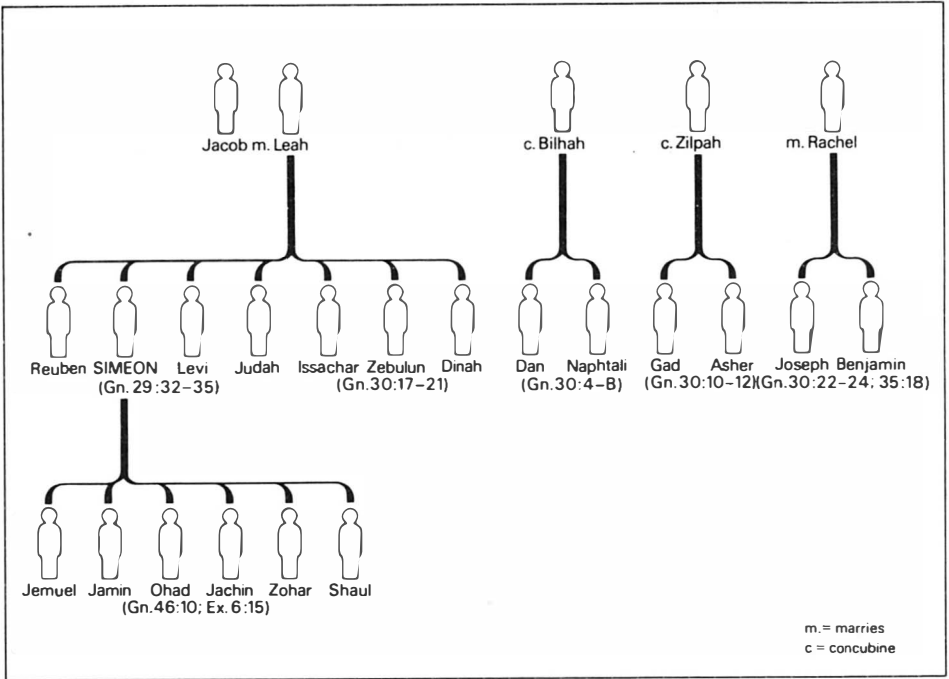 Jacob m. Leah c. Bilhah c. Zilpah m. Rachel
Reuben SIMEON Levi Judah Issachar Zebulun Dinah Dan Naphtali Gad Asher Joseph Benjamin
(Gn. 29:32-35) (Gn.30:17-21) (Gn.30:4-B) (Gn.30:10-12) (Gn.30:22-24; 35:18)
Jemuel Jamin Ohad Jachin Zohar Shaul
(Gn.46:10; Ex. 6:15)
m.= marries
c = concubine